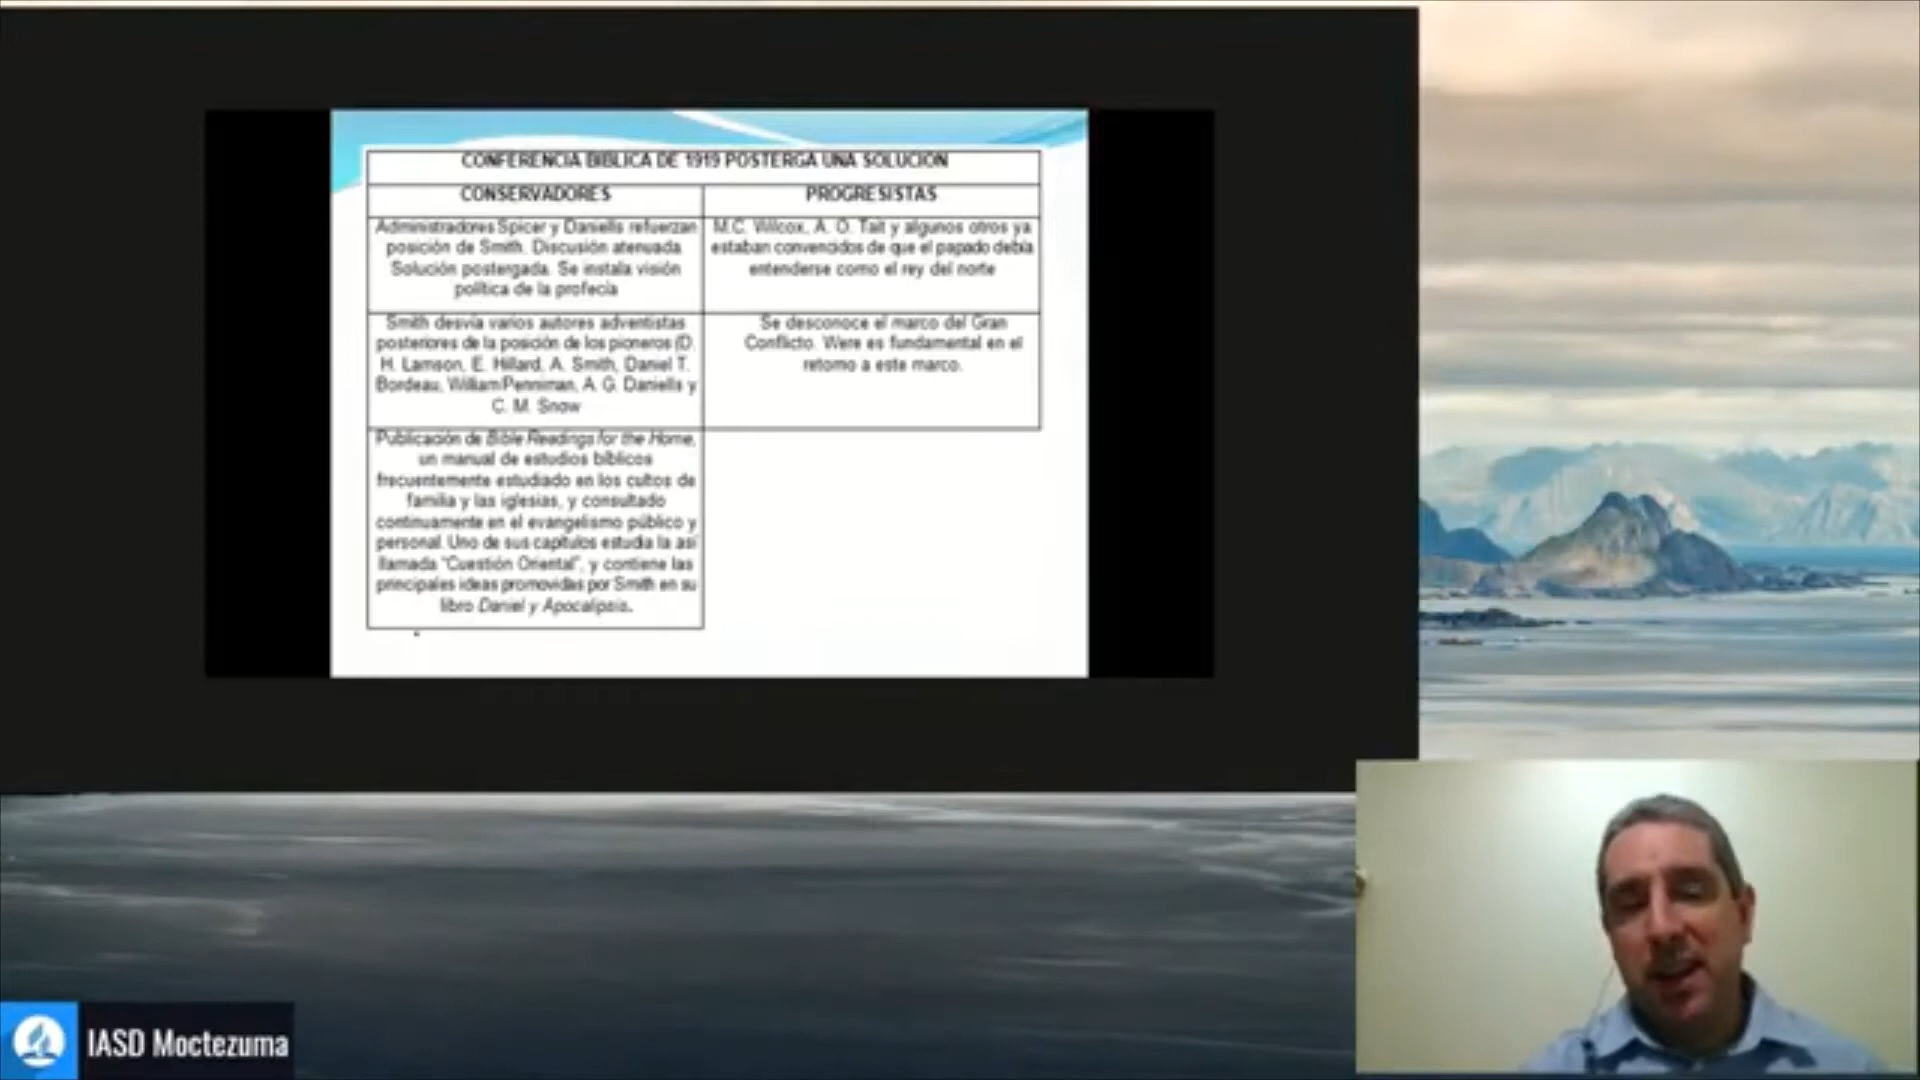 CONFERENCIA BIBLICA DE 1919 POSTERGA UNA SOLUCION
CONSERVADORES
PROGRESISTAS
Administradores Spicer y Daniells refuerzan
posición de Smith. Discusión atenuada.
Solución postergada. Se instala visión
política de la profecía
M.C. Wilcox, A. O. Tait y algunos otros ya
estaban convencidos de que el papado debía
entenderse como el rey del norte
Smith desvía varios autores adventistas
posteriores de la posición de los pioneros (D.
H. Lamson, E. Hillard, A. Smith, Daniel T.
Bordeau, William Penniman, A. G. Daniells y
C. M. Snow
Se desconoce el marco del Gran
Conflicto. Were es fundamental en el
retorno a este marco.
Publicación de Bible Readings for the Home,
un manual de estudios bíblicos
frecuentemente estudiado en los cultos de
familia y las iglesias, y consultado
continuamente en el evangelismo público y
personal. Uno de sus capítulos estudia la así
llamada "Cuestión Oriental", y contiene las
principales ideas promovidas por Smith en su
libro Daniel y Apocalipsis.
IASD Moctezuma